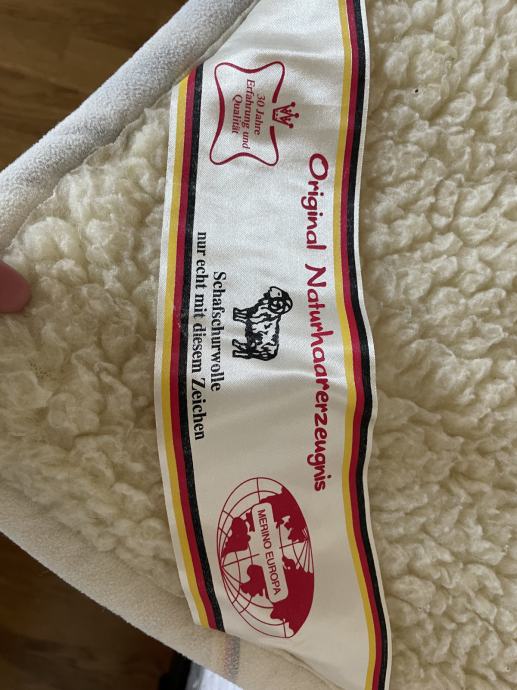 Original Naturhaarerzeugnis
30 Jahre
Erfahrung und
Qualität
Schafschurwolle
nur echt mit diesem Zeichen
MERINO EUROPA